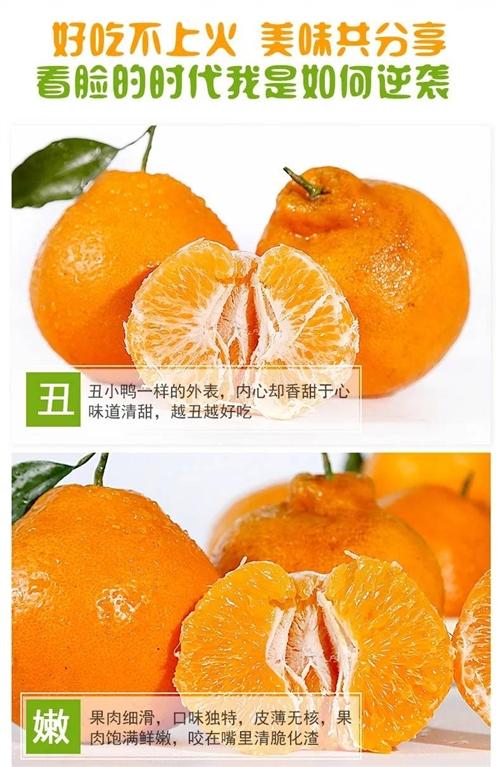 好吃不上火 美味共分享
看脸的时代我是如何逆袭
丑
丑小鸭一样的外表，内心却香甜于心
味道清甜，越丑越好吃
嫩
果肉细滑，口味独特，皮薄无核，果
肉饱满鲜嫩，咬在嘴里清脆化渣